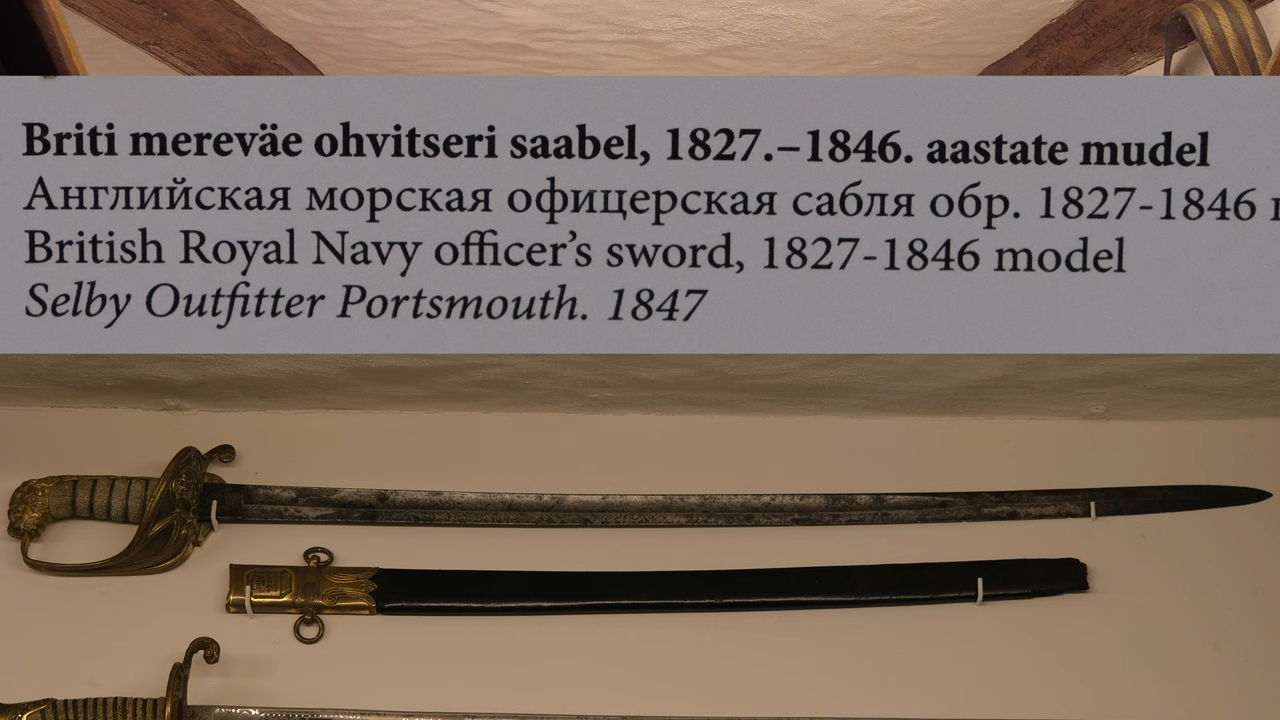 Briti mereväe ohvitseri saabel, 1827.–1846. aastate mudel
Английская морская офицерская сабля обр. 1827-1846
British Royal Navy officer’s sword, 1827-1846 model
Selby Outfitter Portsmouth. 1847